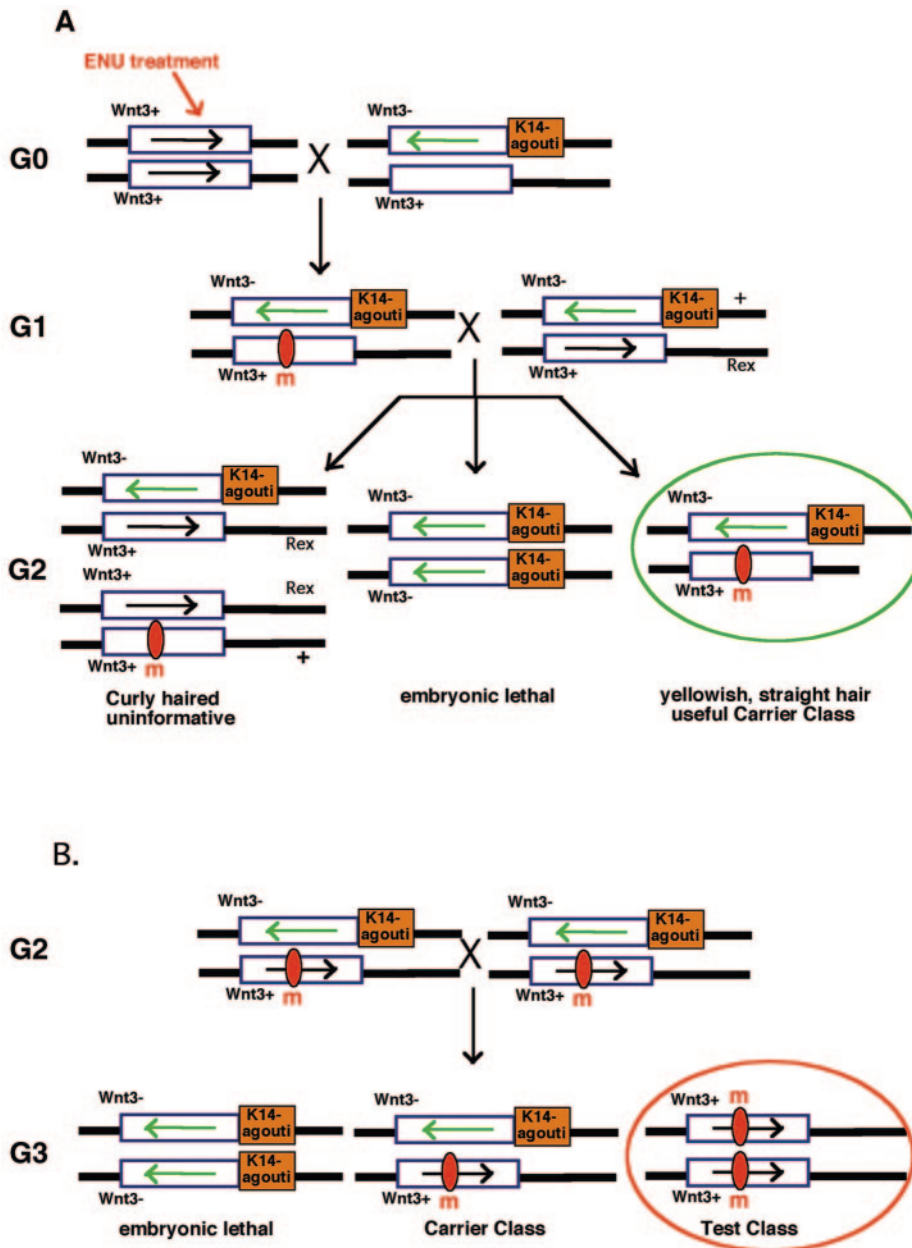 A
ENU treatment
Wnt3+
Wnt3-
K14-
agouti
G0
X
Wnt3+
Wnt3+
Wnt3-
Wnt3-
K14-
agouti
K14-
agouti
+
G1
X
Wnt3+
m
Wnt3+
Rex
Wnt3-
K14-
agouti
Wnt3+
Rex
G2
Wnt3+
Rex
Wnt3+
m
+
Curly haired
uninformative
Wnt3-
K14-
agouti
K14-
agouti
Wnt3-
embryonic lethal
Wnt3-
K14-
agouti
Wnt3+
m
yellowish, straight hair
useful Carrier Class
B.
Wnt3-
Wnt3-
K14-
agouti
K14-
agouti
G2
X
Wnt3+
m
Wnt3+
m
G3
Wnt3-
K14-
agouti
K14-
agouti
Wnt3-
embryonic lethal
Wnt3-
K14-
agouti
Wnt3+
m
Carrier Class
Wnt3+
m
Wnt3+
m
Test Class